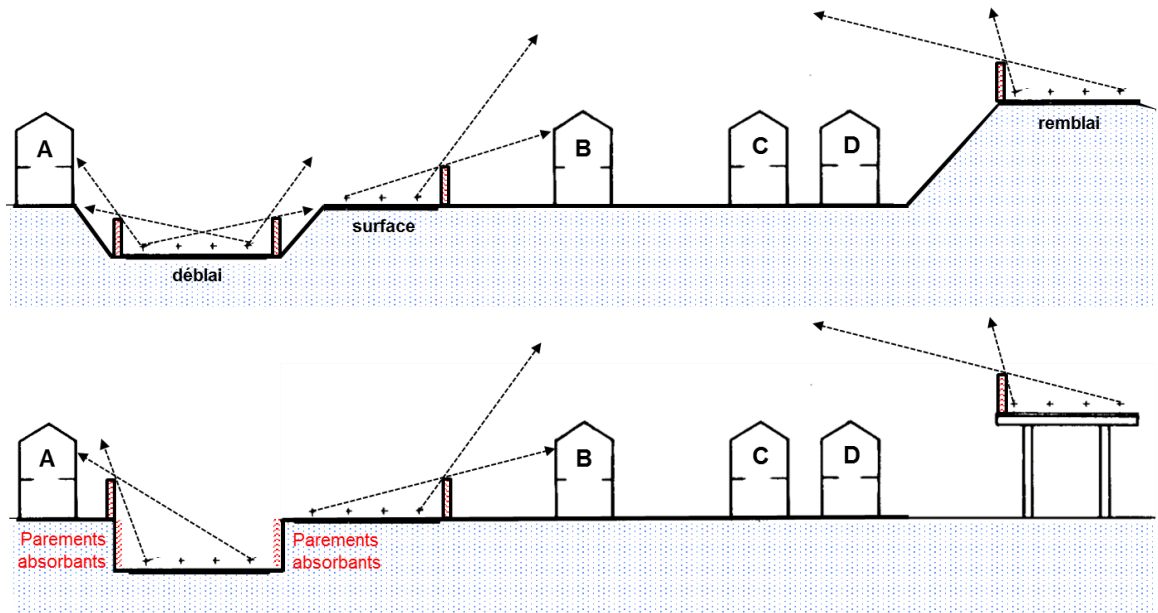 A
B
C
D
remblai
surface
déblai
A
B
C
D
Parements
absorbants
Parements
absorbants